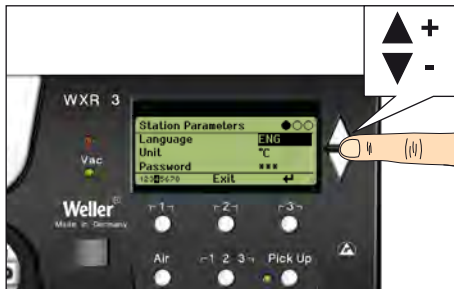 +
-
WXR 3
Station Parameters
Language ENG
Unit °C
Password ***
Exit
Vac
Weller
Made in Germany
1 2 3
Air 1 2 3 Pick Up